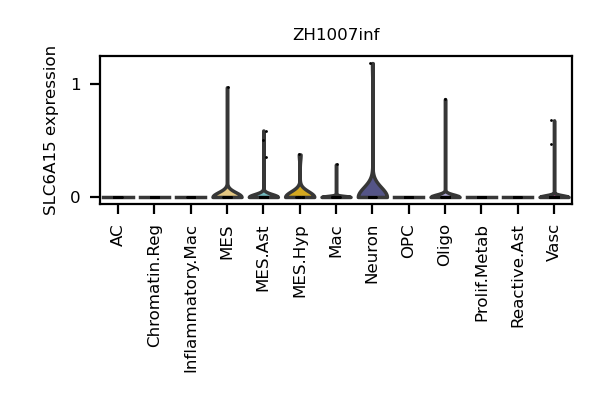 ZH1007inf
SLC6A15 expression
1
0
AC
Chromatin.Reg
Inflammatory.Mac
MES
MES.Ast
MES.Hyp
Mac
Neuron
OPC
Oligo
Prolif.Metab
Reactive.Ast
Vasc